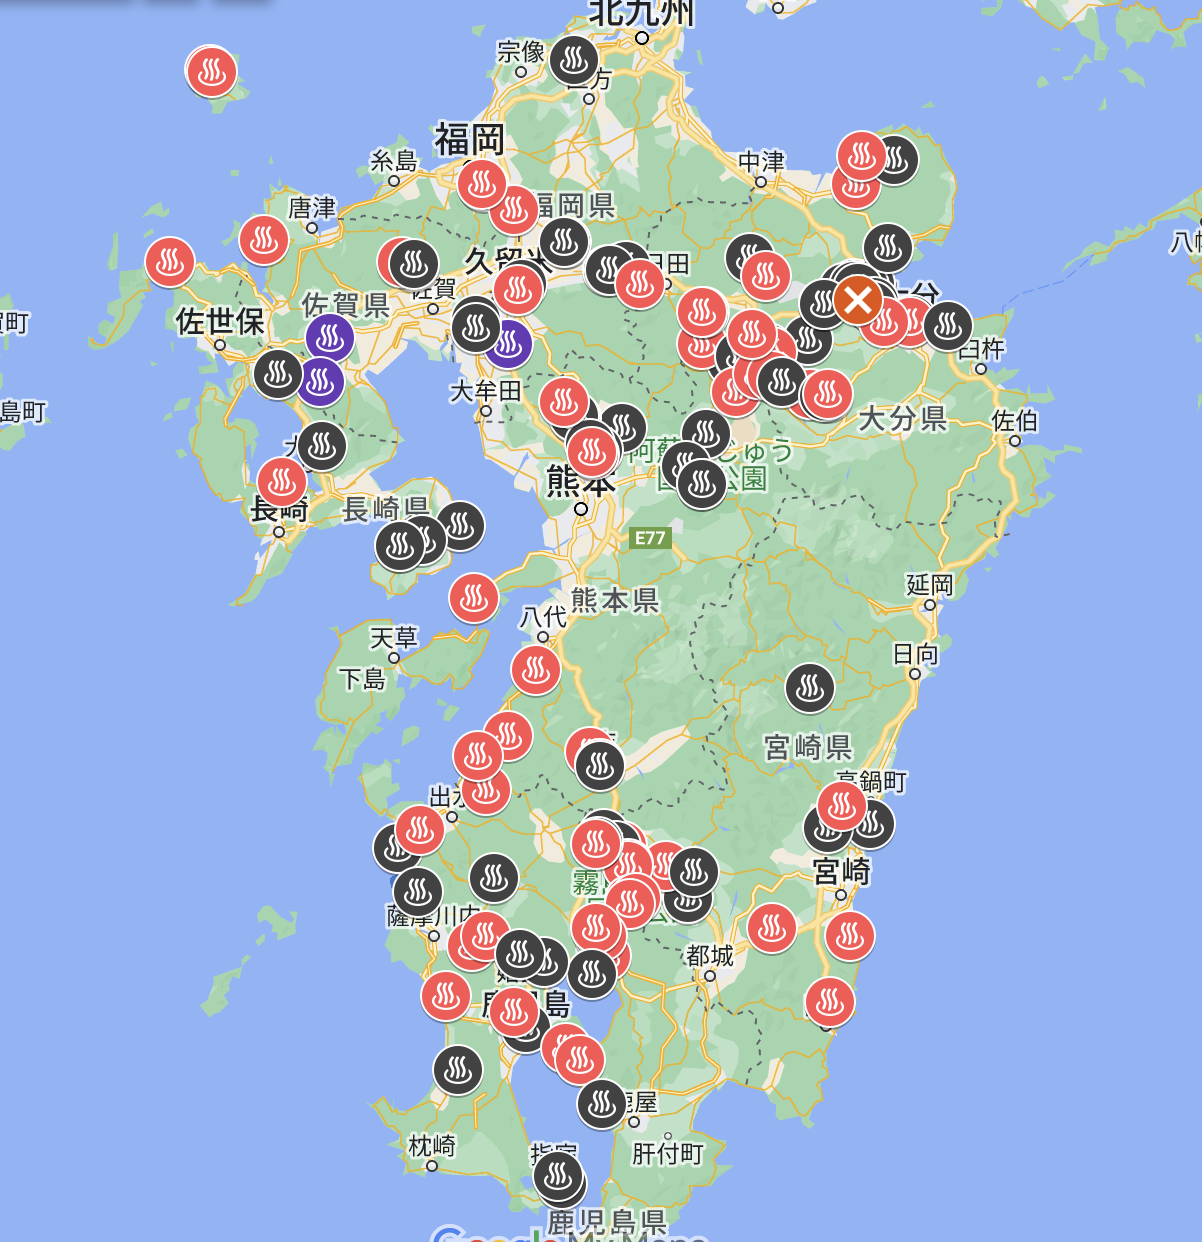 北九州
宗像
直方
福岡
糸島
中津
唐津
福岡県
八幡
久留米
日田
佐賀
佐賀県
大分
賀町
佐世保
臼杵
大牟田
島町
大分県
佐伯
阿蘇くじゅう
国立公園
熊本
長崎県
長崎
E77
延岡
熊本県
八代
天草
日向
下島
宮崎県
高鍋町
出水
宮崎
霧島
薩摩川内
都城
鹿児島
鹿屋
枕崎
指宿
肝付町
鹿児島県
Google My Maps